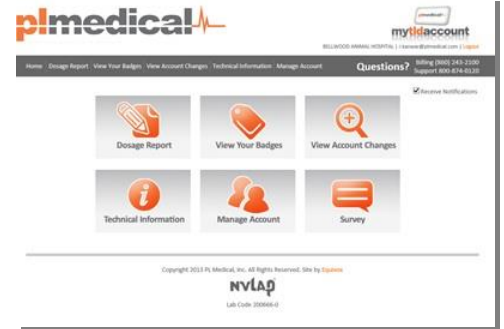 plmedical
mytldaccount
BELLWOOD ANIMAL HOSPITAL | Logout
Home Dosage Report View Your Badges View Account Changes Technical Information Manage Account Questions? Billing (800) 243-2100
Support 800-874-0120
Receive Notifications
Dosage Report View Your Badges View Account Changes
Technical Information Manage Account Survey
Copyright 2013 PL Medical, Inc. All Rights Reserved. Site by
NVLAP
Lab Code 200666-0